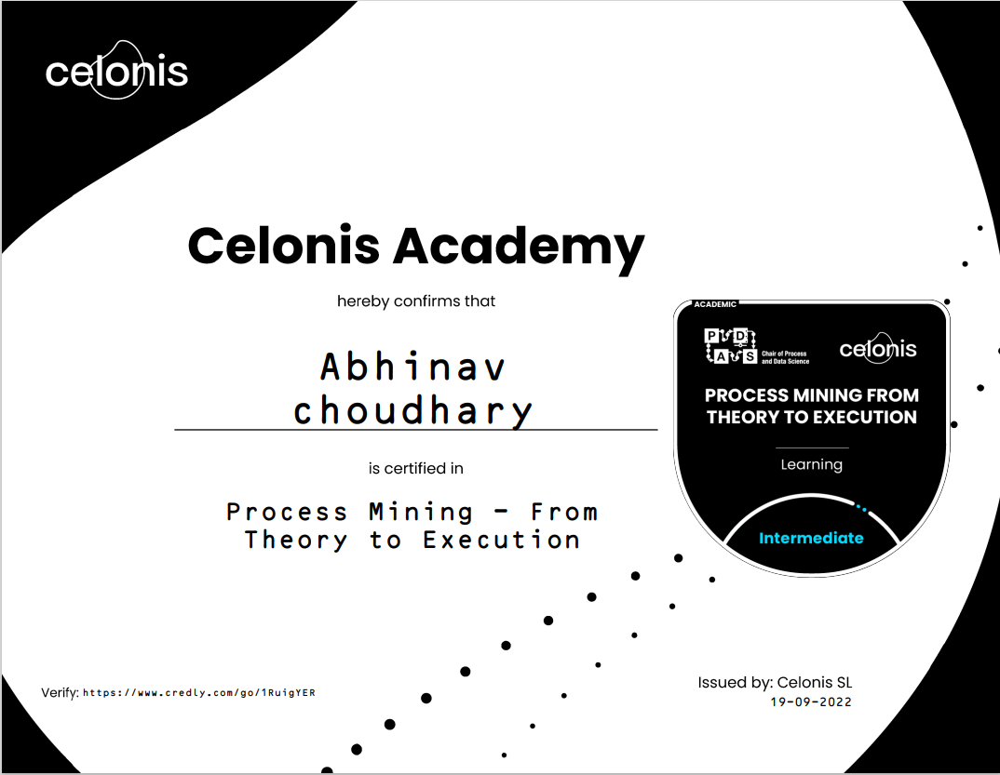 celonis
Celonis Academy
hereby confirms that
Abhinav
choudhary
is certified in
Process Mining - From
Theory to Execution
ACADEMIC
P D
A S
Chair of Process
and Data Science
celonis
PROCESS MINING FROM
THEORY TO EXECUTION
Learning
Intermediate
Verify: https://www.credly.com/go/1RuigYER
Issued by: Celonis SL
19-09-2022